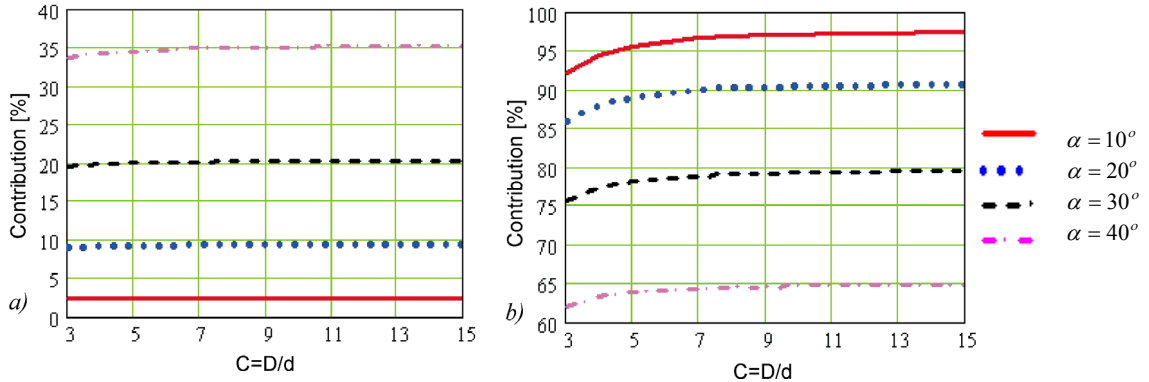 40
35
30
25
20
15
10
5
0
Contribution [%]
a)
3 5 7 9 11 13 15
C=D/d
100
95
90
85
80
75
70
65
60
Contribution [%]
b)
3 5 7 9 11 13 15
C=D/d
α = 10°
α = 20°
α = 30°
α = 40°